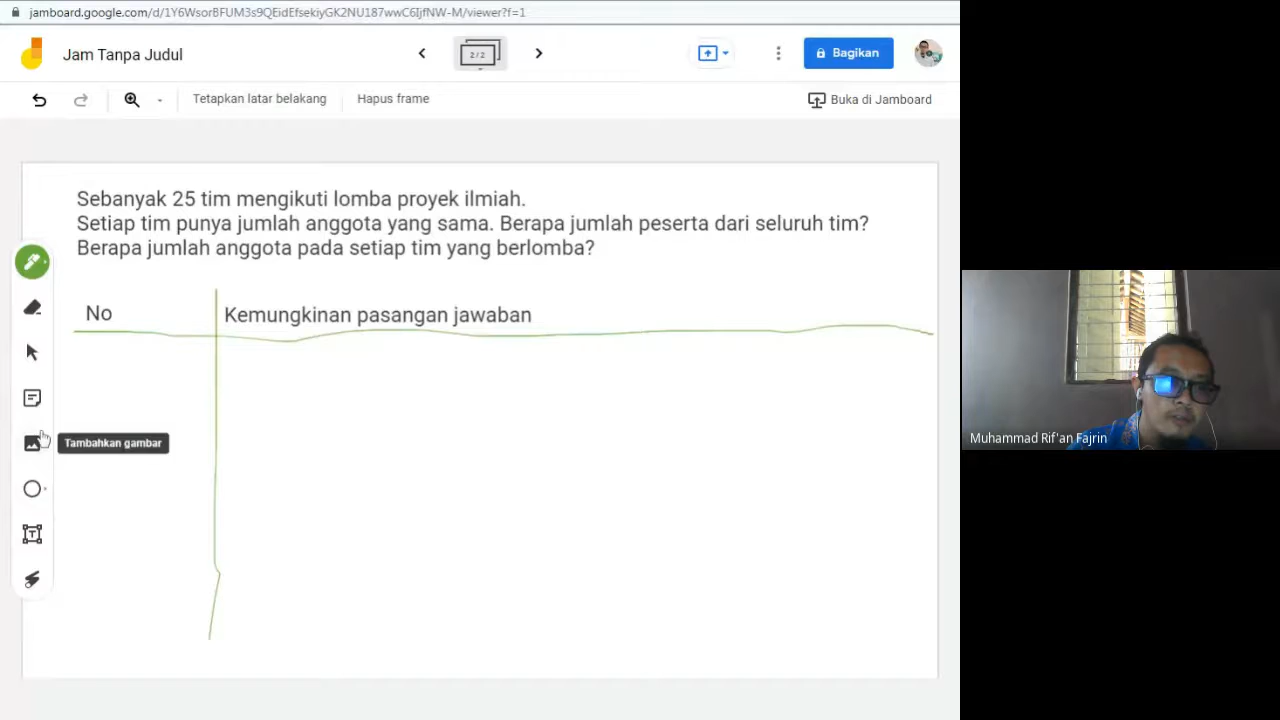 jamboard.google.com/d/1Y6WsorBFUM3s9QEidEfsekiyGK2NU187wwC6IjfNW-M/viewer?f=1
Jam Tanpa Judul
2/2
Bagikan
Tetapkan latar belakang
Hapus frame
Buka di Jamboard
Sebanyak 25 tim mengikuti lomba proyek ilmiah.
Setiap tim punya jumlah anggota yang sama. Berapa jumlah peserta dari seluruh tim?
Berapa jumlah anggota pada setiap tim yang berlomba?
No
Kemungkinan pasangan jawaban
Tambahkan gambar
Muhammad Rif'an Fajrin